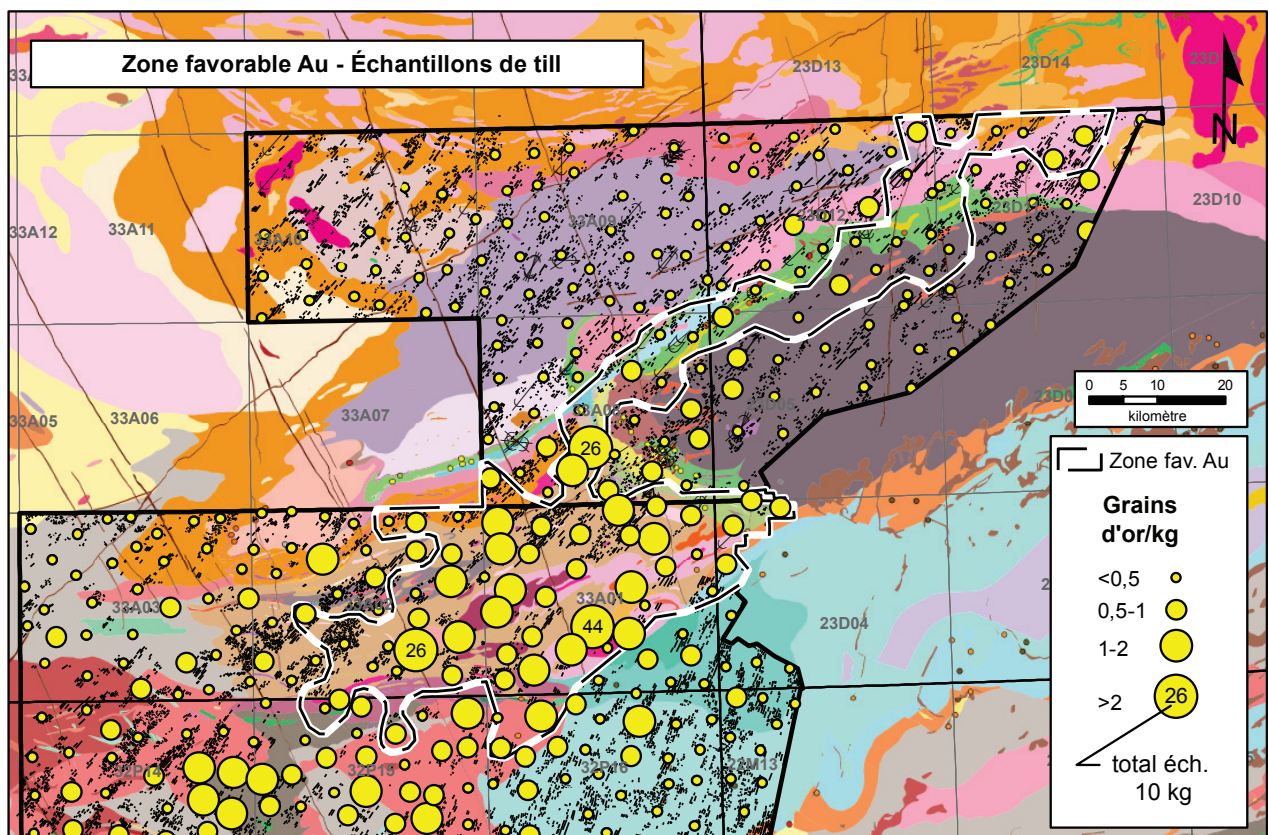 Zone favorable Au - Échantillons de till
23D13
23D14
N
33A12
33A11
33A10
33A09
23D12
23D10
0 5 10 20
kilomètre
33A05
33A06
33A07
33A08
Zone fav. Au
Grains
d'or/kg
<0,5
0,5-1
1-2
>2
26
total éch.
10 kg
26
33A03
33A01
23D04
44
26
32P14
32P15
32P16